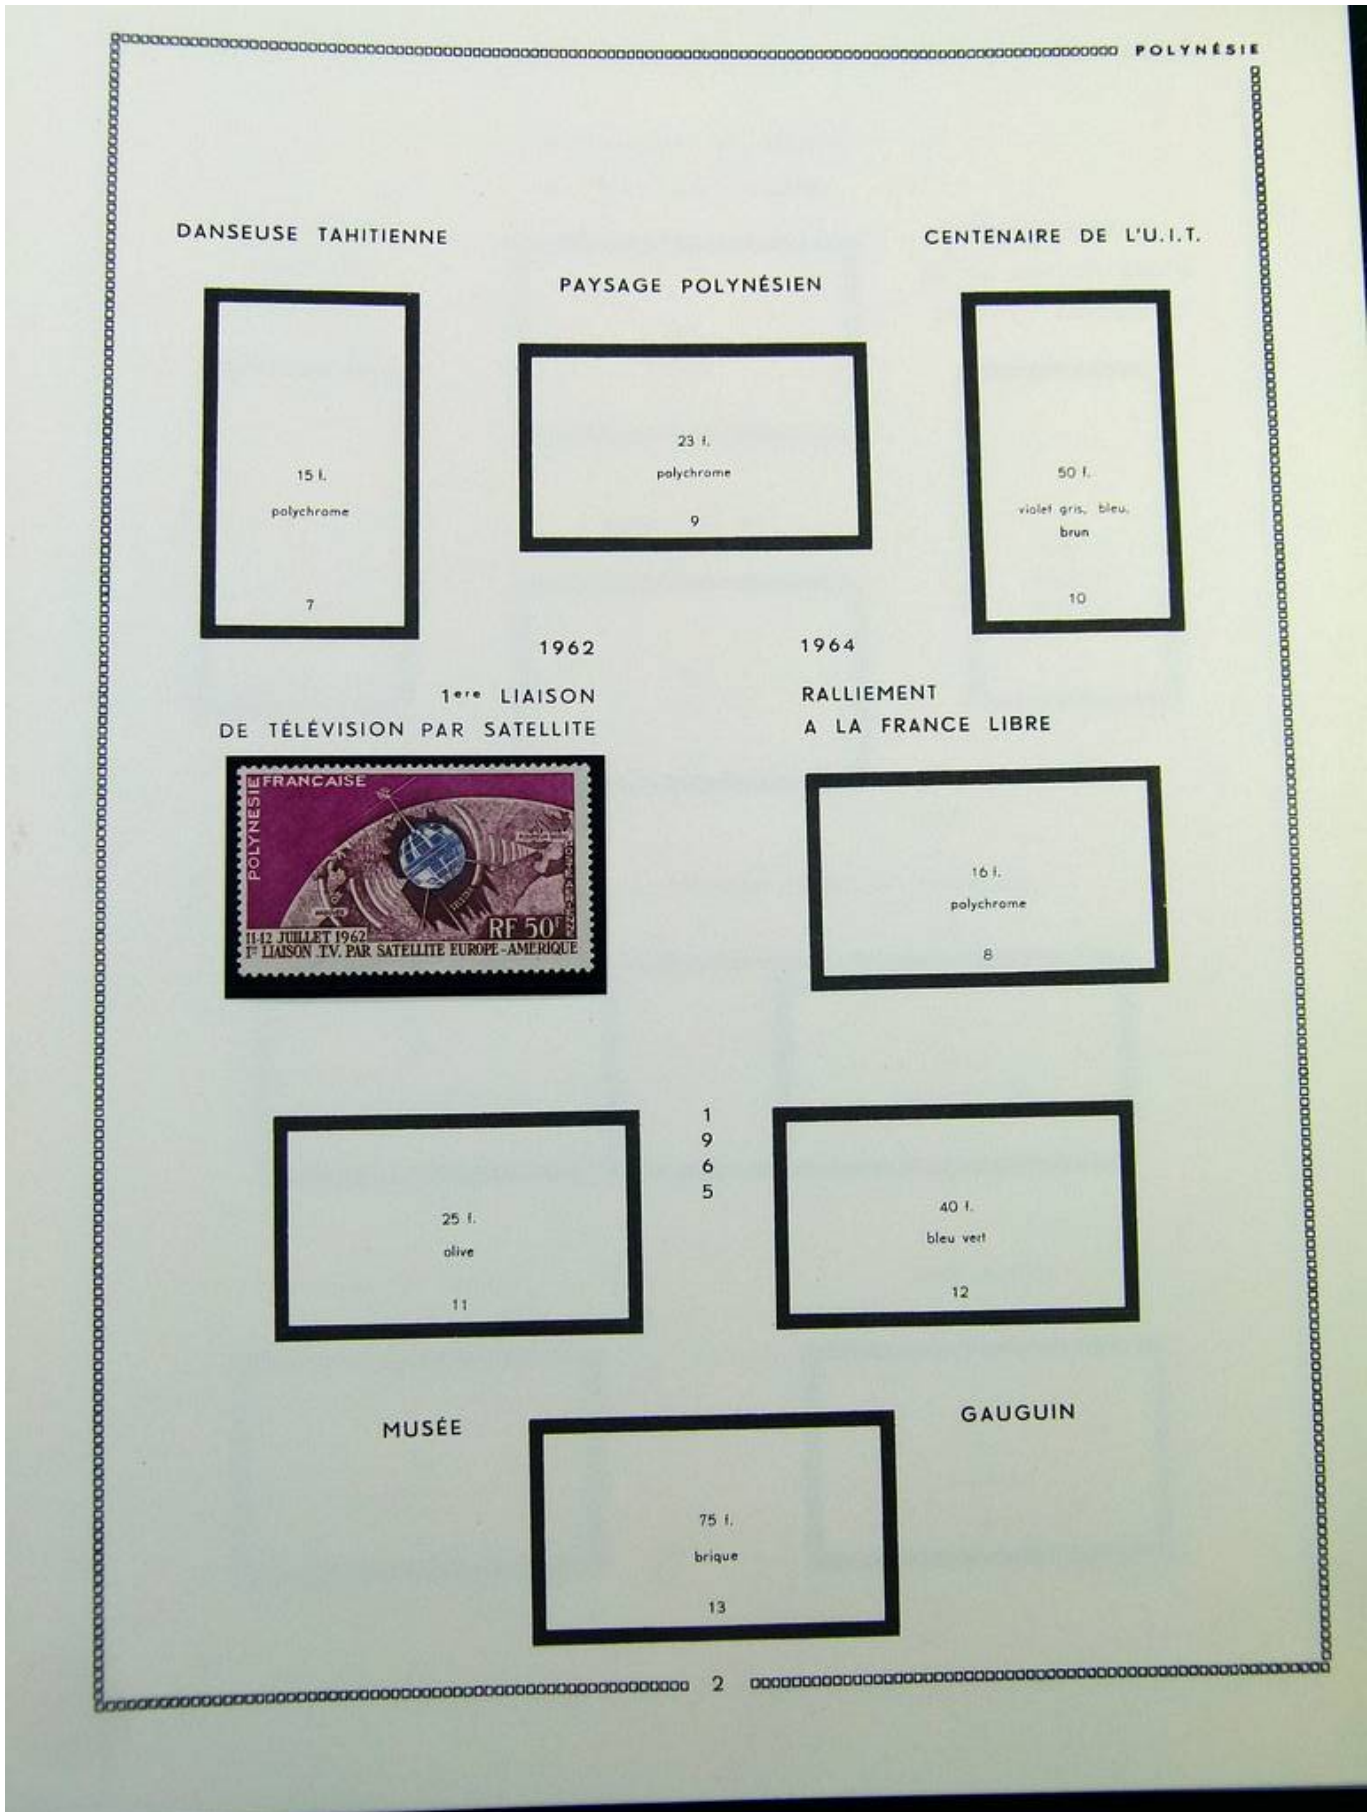 POLYNÉSIE
DANSEUSE TAHITIENNE
15 f.
polychrome
7
PAYSAGE POLYNÉSIEN
23 f.
polychrome
9
CENTENAIRE DE L'U.I.T.
50 f.
violet gris, bleu,
brun
10
1962
1ere LIAISON
DE TÉLÉVISION PAR SATELLITE
POLYNESIE FRANÇAISE
RF 50F
11-12 JUILLET 1962
1re LIAISON T.V. PAR SATELLITE EUROPE-AMERIQUE
1964
RALLIEMENT
A LA FRANCE LIBRE
16 f.
polychrome
8
25 f.
olive
11
1
9
6
5
40 f.
bleu vert
12
MUSÉE
GAUGUIN
75 f.
brique
13
2